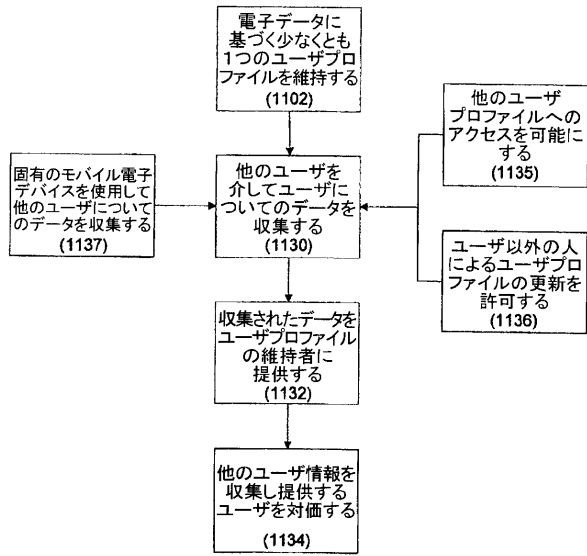 電子データに
基づく少なくとも
1つのユーザプロ
ファイルを維持する
(1102)
他のユーザ
プロファイルへの
アクセスを可能に
する
(1135)
固有のモバイル電子
デバイスを使用して
他のユーザについて
のデータを収集する
(1137)
他のユーザを
介してユーザに
ついてのデータを
収集する
(1130)
ユーザ以外の人
によるユーザプロ
ファイルの更新を
許可する
(1136)
収集されたデータを
ユーザプロファイル
の維持者に
提供する
(1132)
他のユーザ情報を
収集し提供する
ユーザを対価する
(1134)